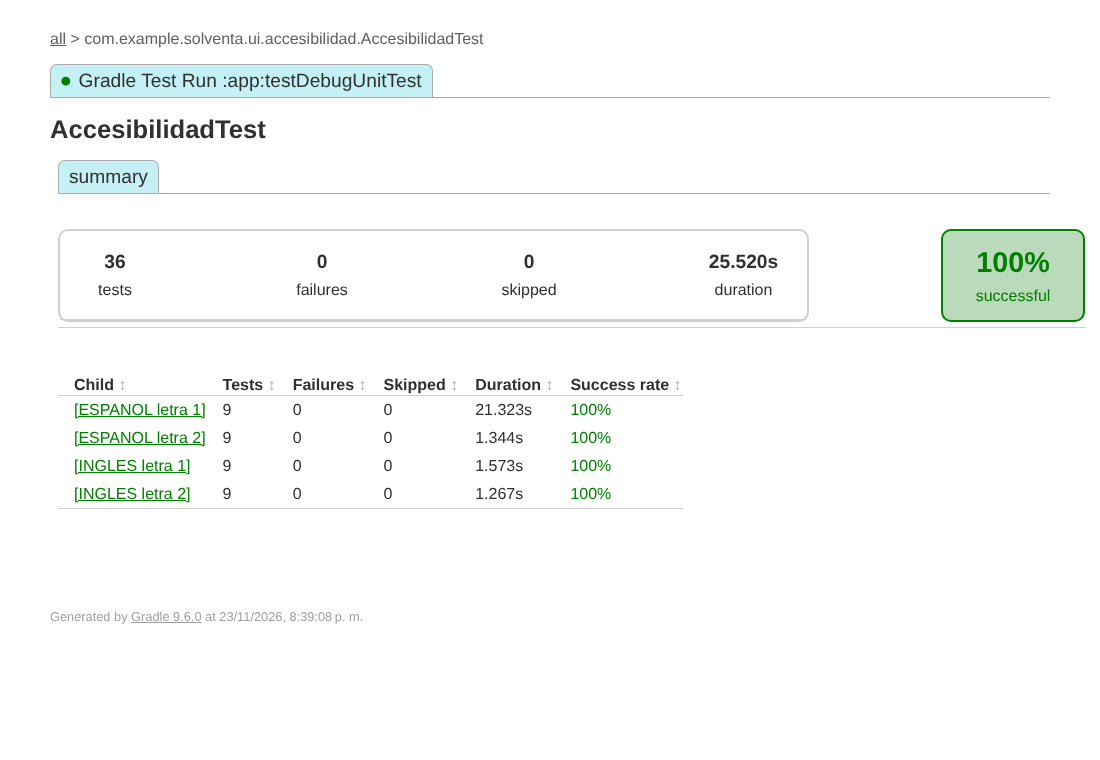 all > com.example.solventa.ui.accesibilidad.AccesibilidadTest
● Gradle Test Run :app:testDebugUnitTest
AccesibilidadTest
summary
36 0 0 25.520s 100%
tests failures skipped duration successful
Child ↕ Tests ↕ Failures ↕ Skipped ↕ Duration ↕ Success rate ↕
[ESPANOL letra 1] 9 0 0 21.323s 100%
[ESPANOL letra 2] 9 0 0 1.344s 100%
[INGLES letra 1] 9 0 0 1.573s 100%
[INGLES letra 2] 9 0 0 1.267s 100%
Generated by Gradle 9.6.0 at 23/11/2026, 8:39:08 p. m.